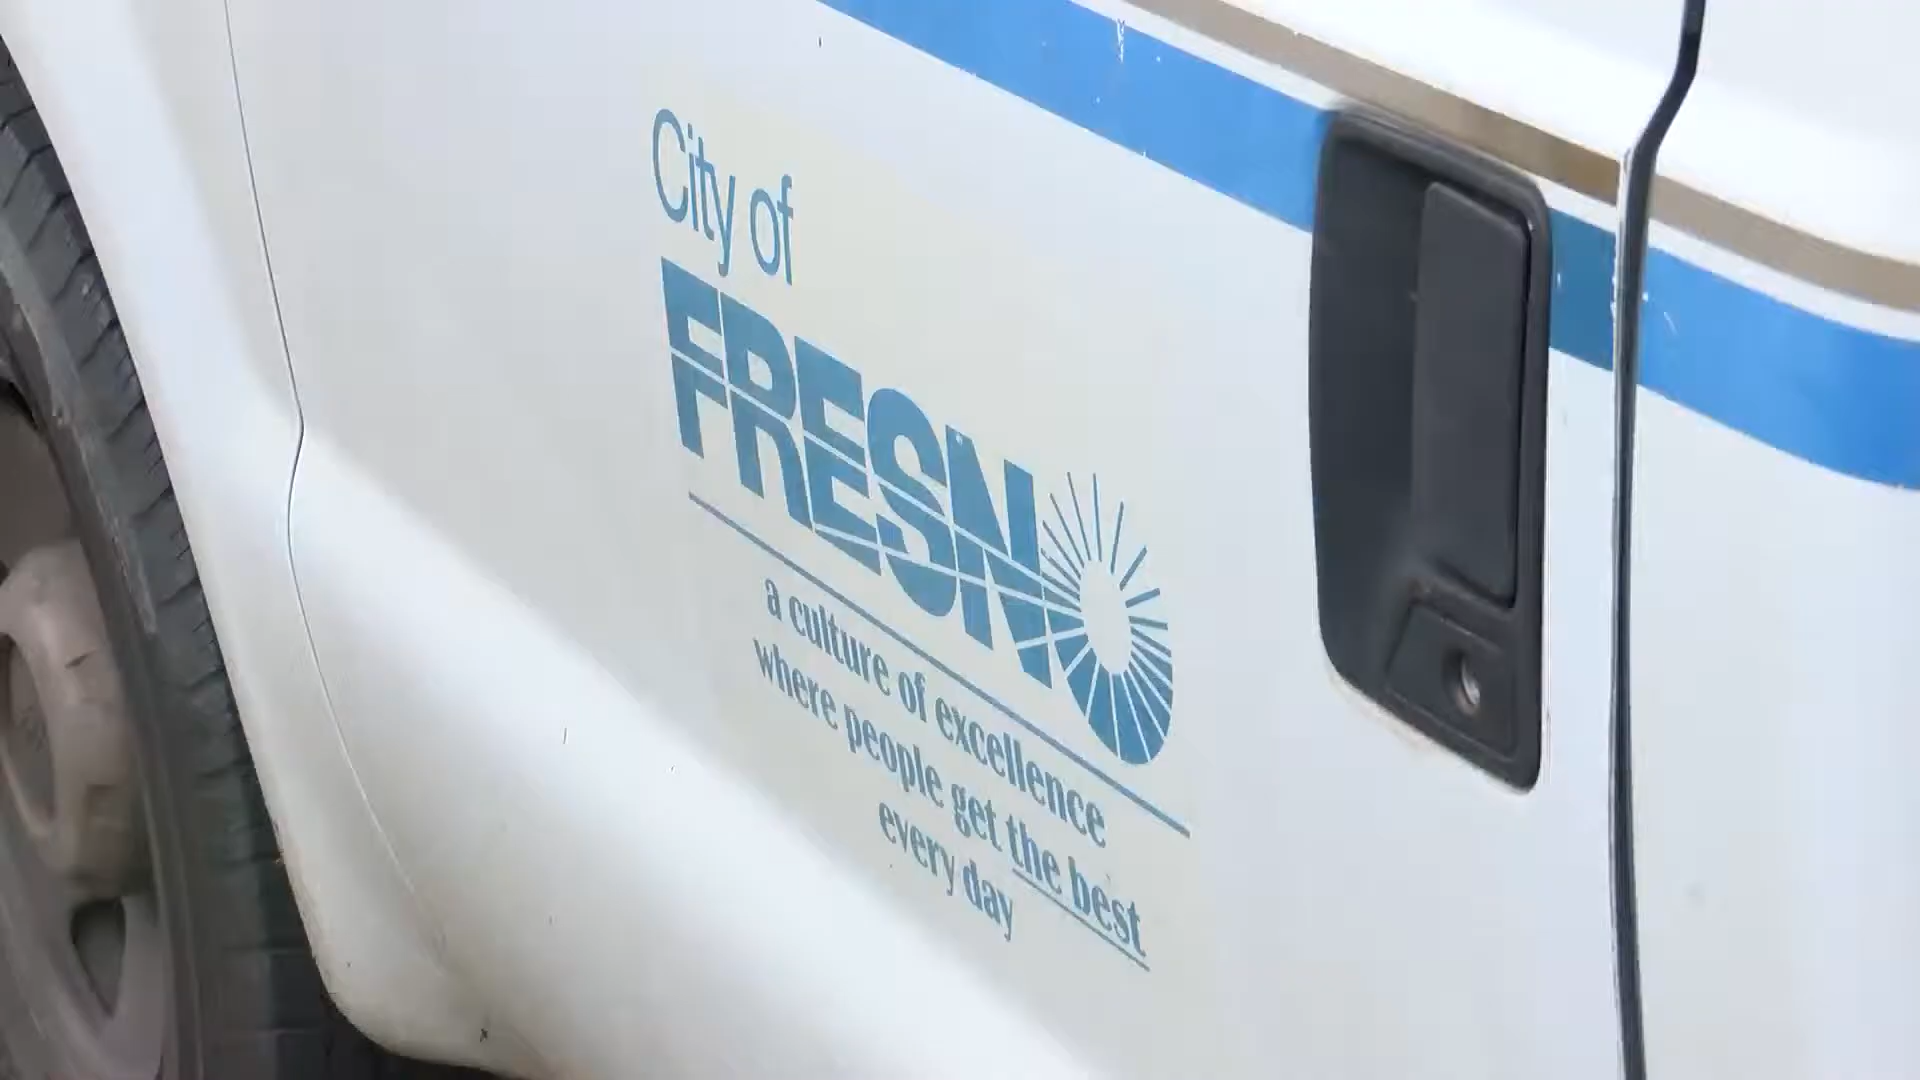 City of
FRESNO
a culture of excellence
where people get the best
every day